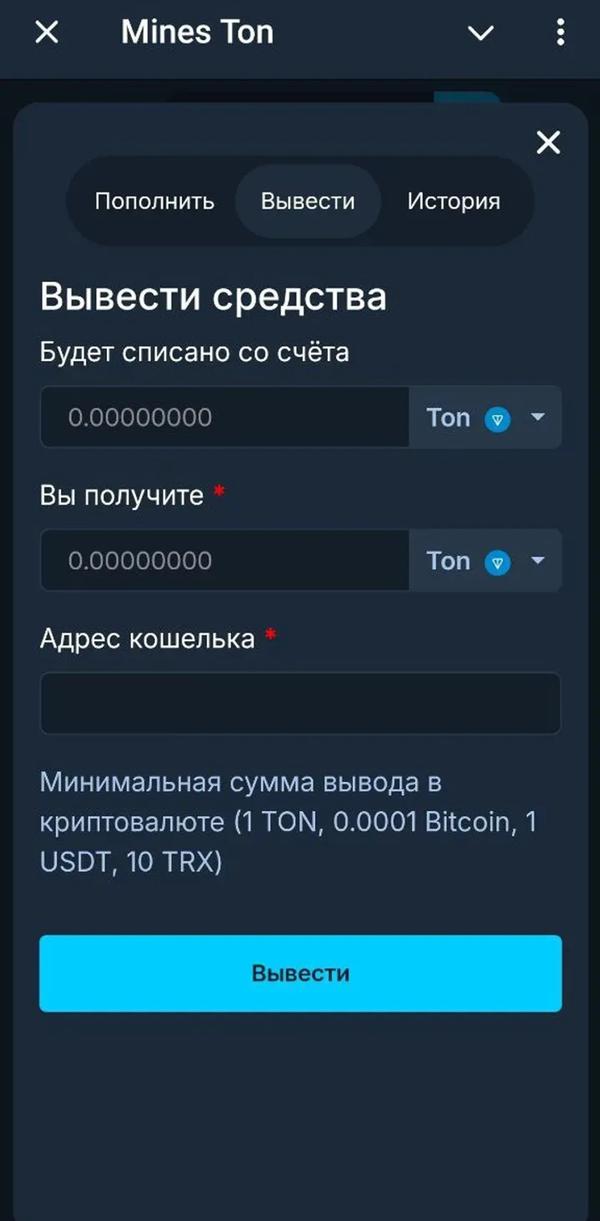 Mines Ton
Пополнить Вывести История
Вывести средства
Будет списано со счёта
0.00000000 Ton
Вы получите *
0.00000000 Ton
Адрес кошелька *
Минимальная сумма вывода в
криптовалюте (1 TON, 0.0001 Bitcoin, 1
USDT, 10 TRX)
Вывести